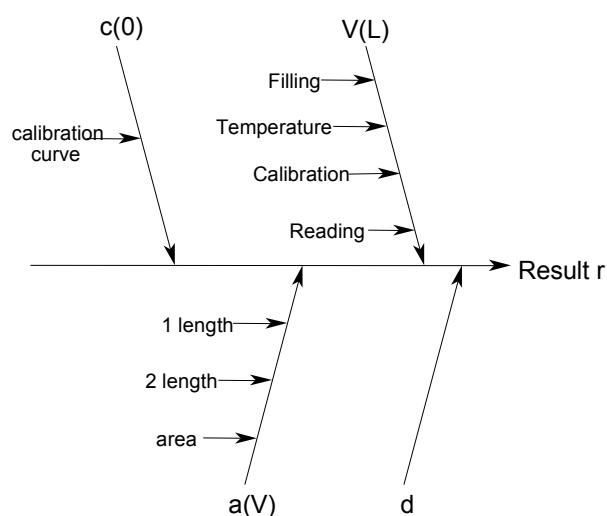 c(0)
V(L)
Filling
Temperature
calibration
curve
Calibration
Reading
Result r
1 length
2 length
area
a(V)
d